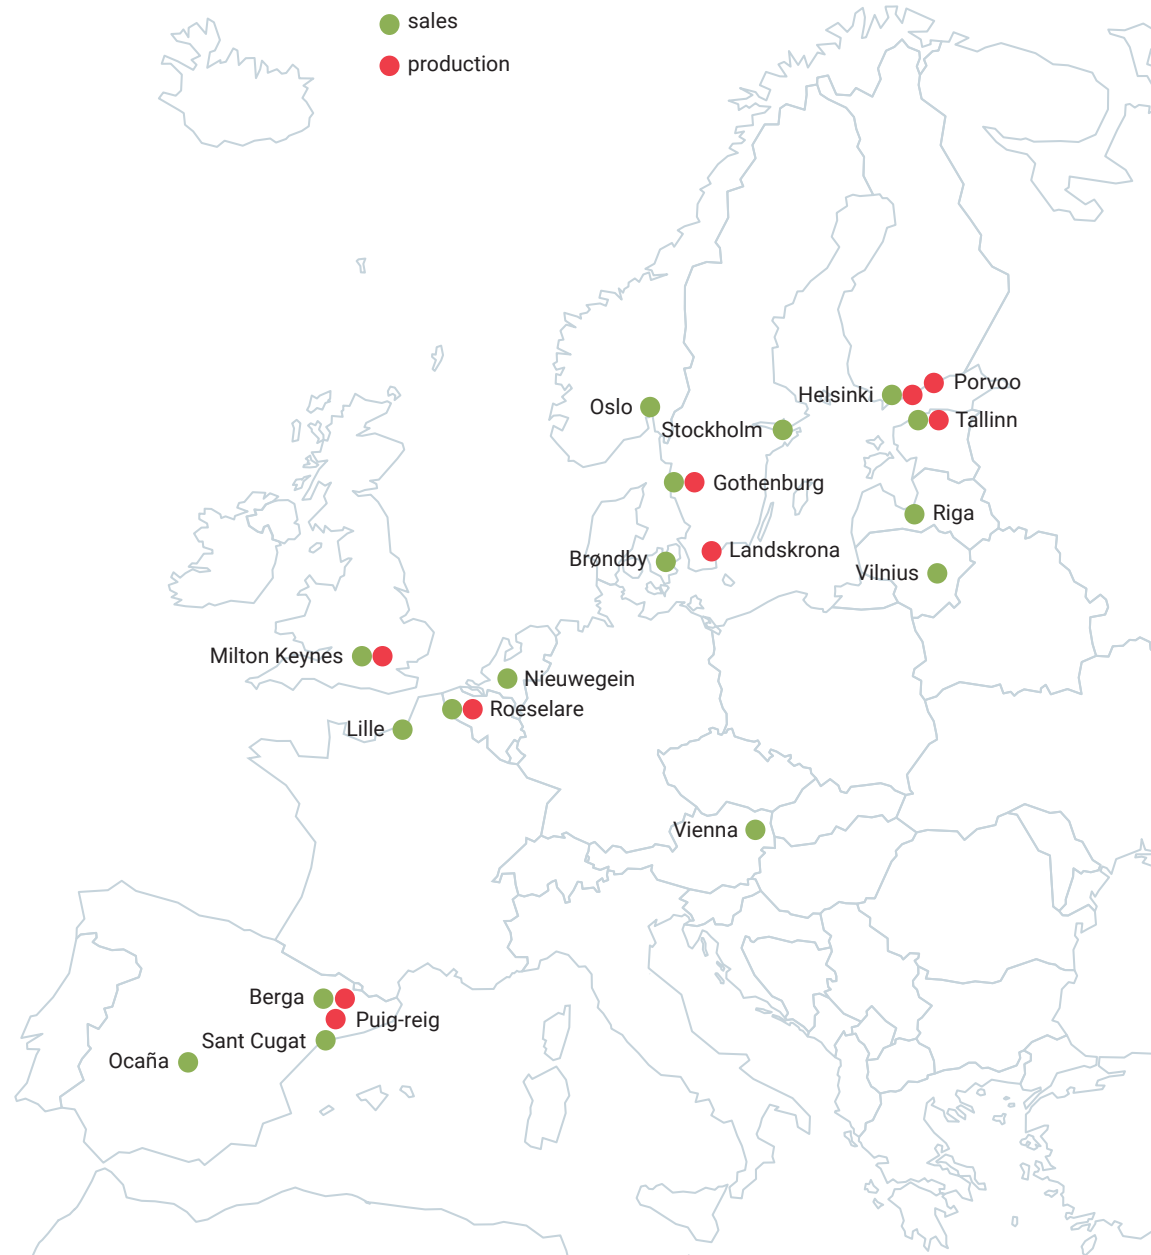 sales
production
Porvoo
Helsinki
Oslo
Tallinn
Stockholm
Gothenburg
Riga
Landskrona
Brøndby
Vilnius
Milton Keynes
Nieuwegein
Roeselare
Lille
Vienna
Berga
Puig-reig
Sant Cugat
Ocaña